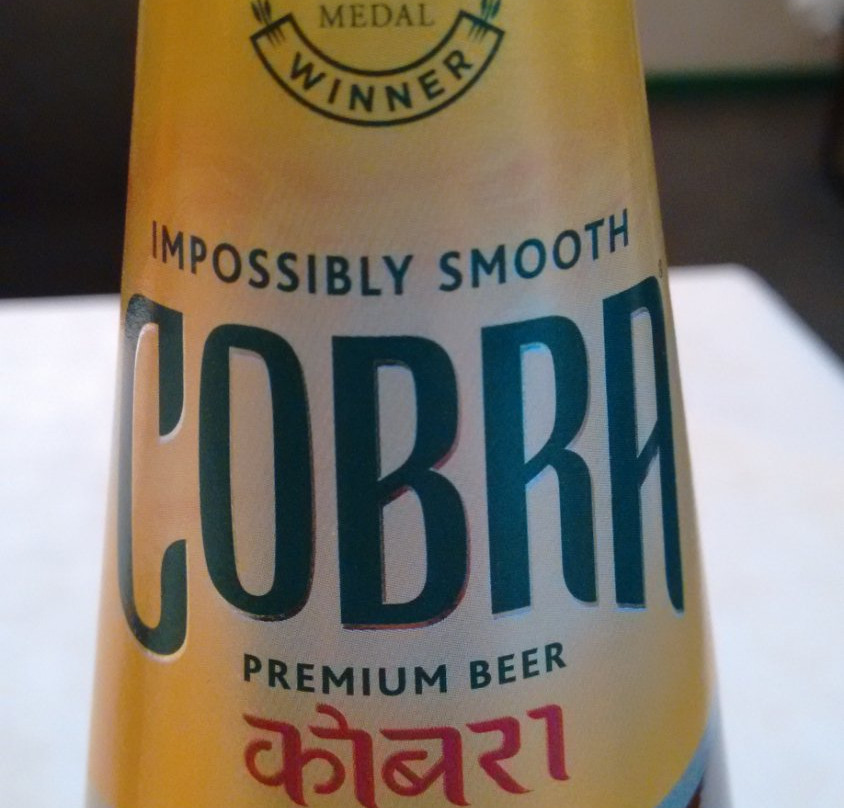 MEDAL
WINNER
IMPOSSIBLY SMOOTH
COBRA
PREMIUM BEER
कोबरा